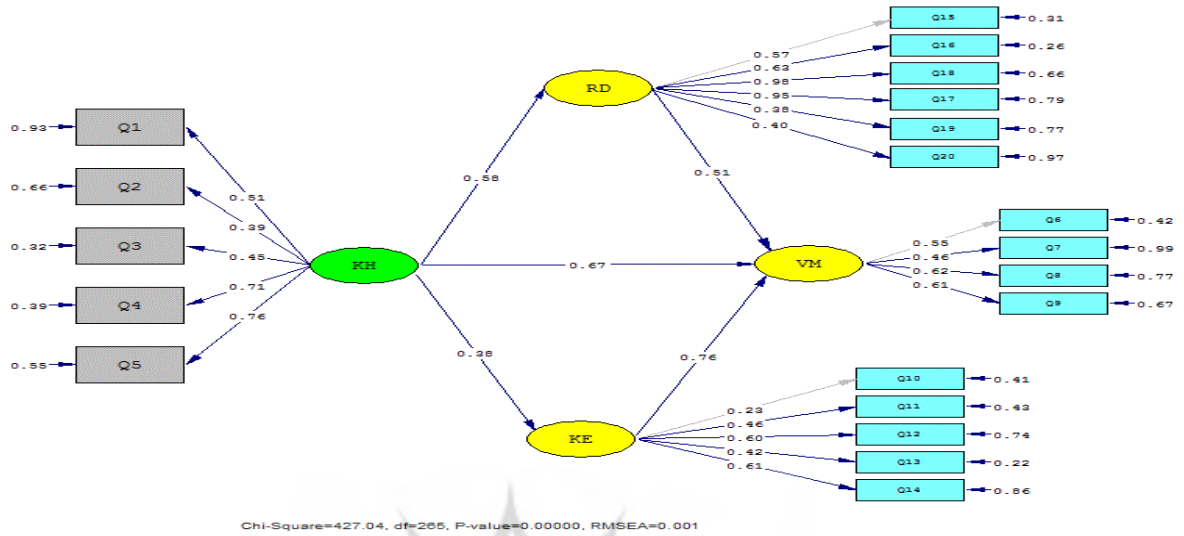 Q15
0.31
Q16
0.26
Q18
0.66
Q17
0.79
Q19
0.77
Q20
0.97
0.57
0.63
0.98
0.95
0.38
0.40
RD
0.93
Q1
0.66
Q2
0.32
Q3
0.39
Q4
0.55
Q5
0.51
0.39
0.45
0.71
0.76
KH
0.58
0.67
0.38
0.51
0.76
VM
0.55
0.46
0.62
0.61
Q6
0.42
Q7
0.99
Q8
0.77
Q9
0.67
KE
0.23
0.46
0.60
0.42
0.61
Q10
0.41
Q11
0.43
Q12
0.74
Q13
0.22
Q14
0.86
Chi-Square=427.04, df=265, P-value=0.00000, RMSEA=0.001